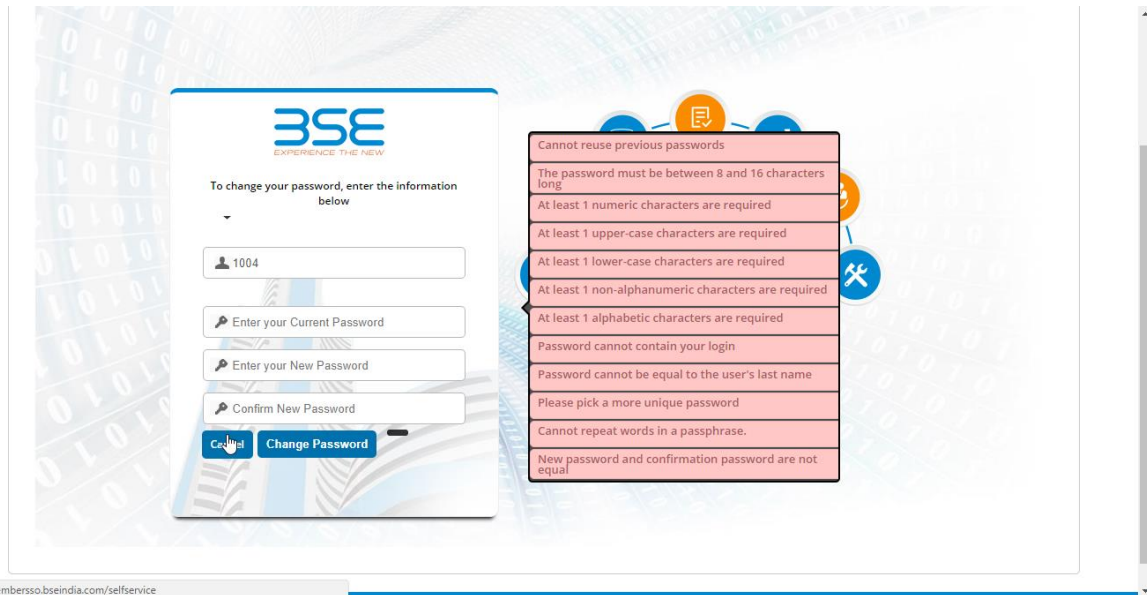 BSE
EXPERIENCE THE NEW
To change your password, enter the information
below
1004
Enter your Current Password
Enter your New Password
Confirm New Password
Change Password
Cannot reuse previous passwords
The password must be between 8 and 16 characters
long
At least 1 numeric characters are required
At least 1 upper-case characters are required
At least 1 lower-case characters are required
At least 1 non-alphanumeric characters are required
At least 1 alphabetic characters are required
Password cannot contain your login
Password cannot be equal to the user's last name
Please pick a more unique password
Cannot repeat words in a passphrase.
New password and confirmation password are not
equal
embersso.bseindia.com/selfservice